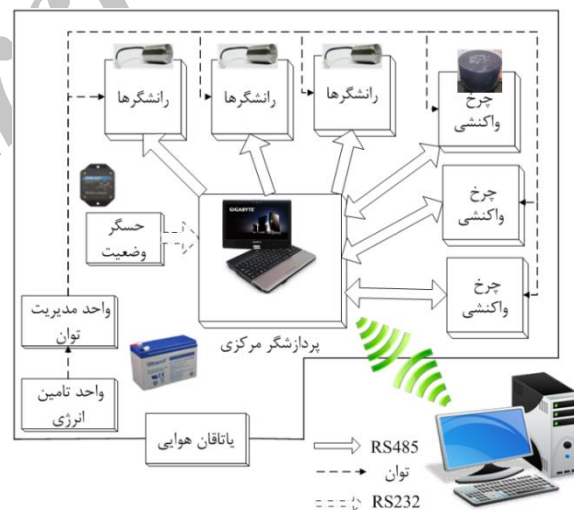 رانشگرها
رانشگرها
رانشگرها
چرخ
واکنشی
چرخ
واکنشی
چرخ
واکنشی
GIGABYTE
حسگر
وضعیت
پردازشگر مرکزی
واحد مدیریت
توان
واحد تامین
انرژی
یاتاقان هوایی
RS485
توان
RS232